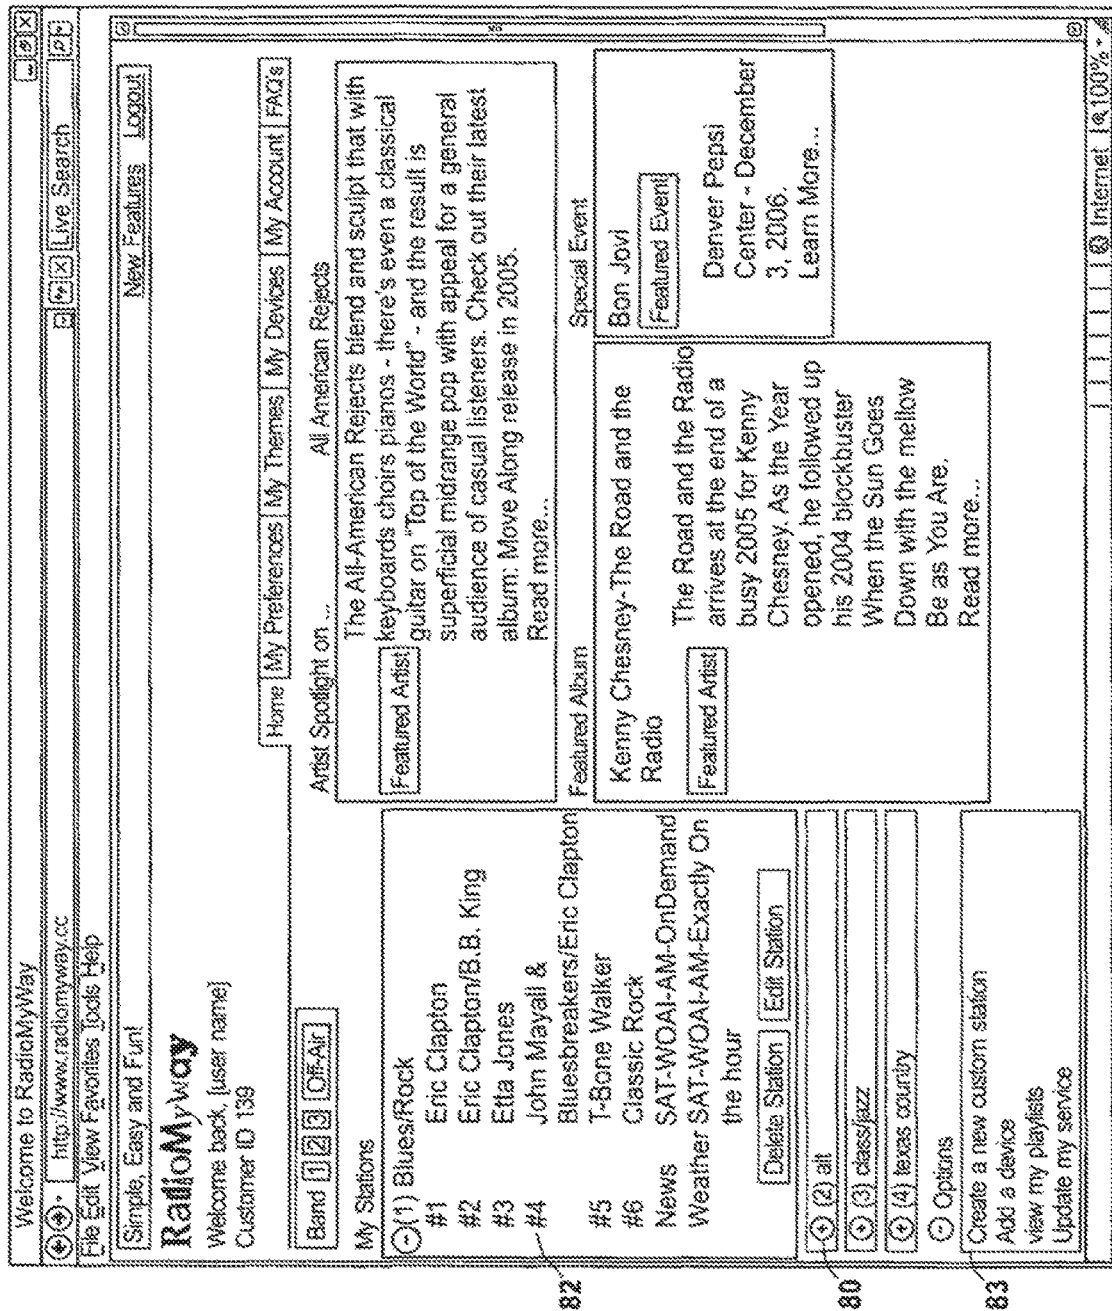 Welcome to RadioMyWay
http://www.radiomyway.cc
Live Search
File Edit View Favorites Tools Help
Simple, Easy and Fun!
New Features Logout
RadioMyWay
Welcome back, [user name]
Customer ID 139
Home My Preferences My Themes My Devices My Account FAQ's
Band 1 2 3 Off-Air
My Stations
(1) Blues/Rock
#1 Eric Clapton
#2 Eric Clapton/B.B. King
#3 Etta Jones
#4 John Mayall &
Bluesbreakers/Eric Clapton
#5 T-Bone Walker
#6 Classic Rock
News SAT-WOAI-AM-OnDemand
Weather SAT-WOAI-AM-Exactly On
the hour
Delete Station Edit Station
(2) alt
(3) class/jazz
(4) texas country
Options
Create a new custom station
Add a device
view my playlists
Update my service
Artist Spotlight on ... All American Rejects
Featured Artist
The All-American Rejects blend and sculpt that with
keyboards choirs pianos - there's even a classical
guitar on "Top of the World" - and the result is
superficial midrange pop with appeal for a general
audience of casual listeners. Check out their latest
album: Move Along release in 2005.
Read more...
Featured Album
Kenny Chesney-The Road and the
Radio
Featured Artist
The Road and the Radio
arrives at the end of a
busy 2005 for Kenny
Chesney. As the Year
opened, he followed up
his 2004 blockbuster
When the Sun Goes
Down with the mellow
Be as You Are.
Read more...
Special Event
Bon Jovi
Featured Event
Denver Pepsi
Center - December
3, 2006.
Learn More...
Internet 100%
82
80
83